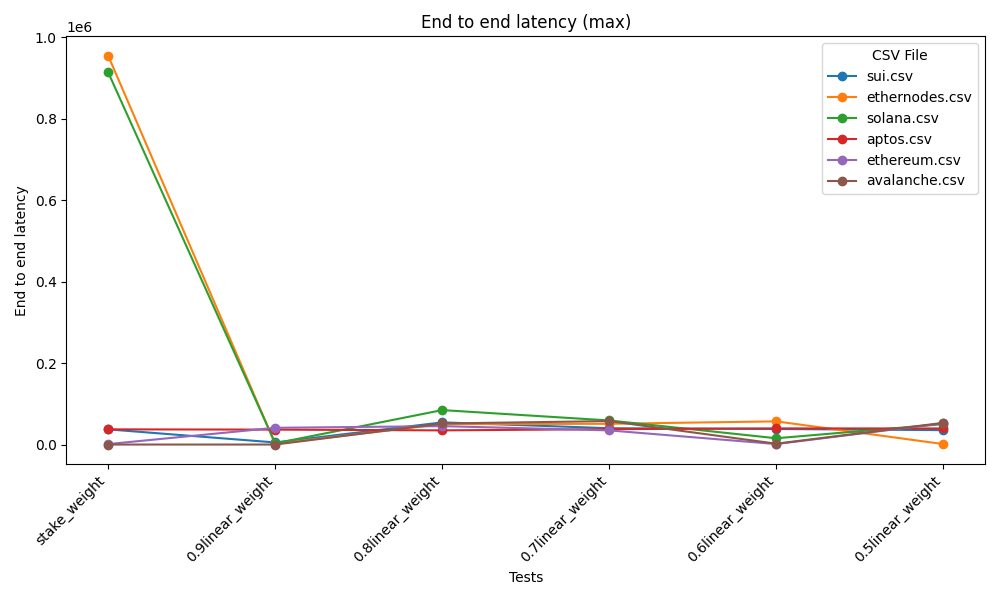 End to end latency (max)
1e6
1.0
0.8
0.6
0.4
0.2
0.0
End to end latency
CSV File
sui.csv
ethernodes.csv
solana.csv
aptos.csv
ethereum.csv
avalanche.csv
stake_weight
0.9linear_weight
0.8linear_weight
0.7linear_weight
0.6linear_weight
0.5linear_weight
Tests